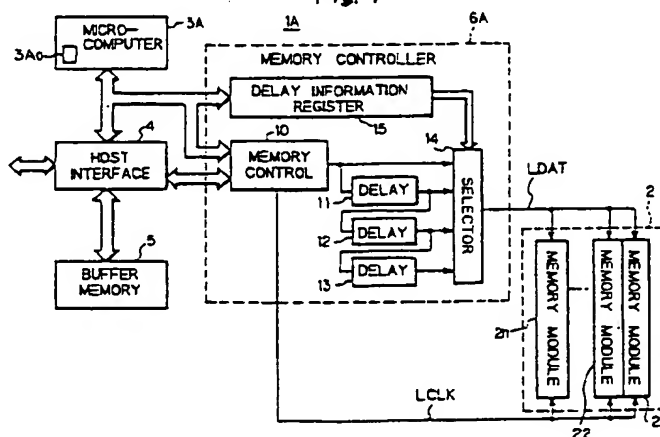 1A
6A
MICRO-
COMPUTER
3A
3Aa
MEMORY CONTROLLER
DELAY INFORMATION
REGISTER
15
4
HOST
INTERFACE
10
MEMORY
CONTROL
14
SELECTOR
DELAY
11
DELAY
12
DELAY
13
5
BUFFER
MEMORY
LDAT
2
MEMORY MODULE
2n
MEMORY MODULE
22
MEMORY MODULE
LCLK